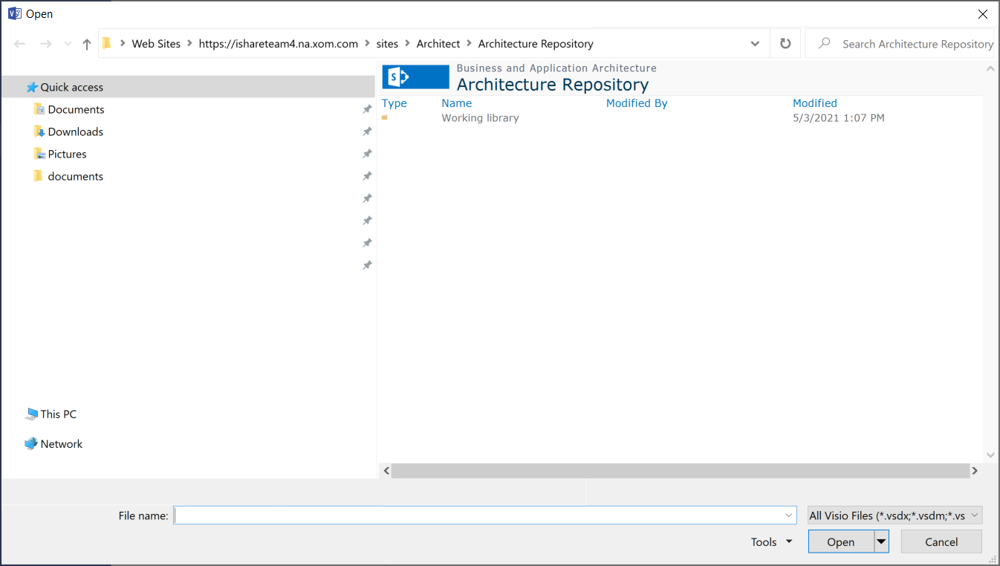 Open
Web Sites > https://ishareteam4.na.xom.com > sites > Architect > Architecture Repository
Search Architecture Repository
Quick access
Documents
Downloads
Pictures
documents
This PC
Network
Business and Application Architecture
Architecture Repository
Type Name Modified By Modified
Working library 5/3/2021 1:07 PM
File name:
All Visio Files (*.vsdx;*.vsdm;*.vs
Tools Open Cancel